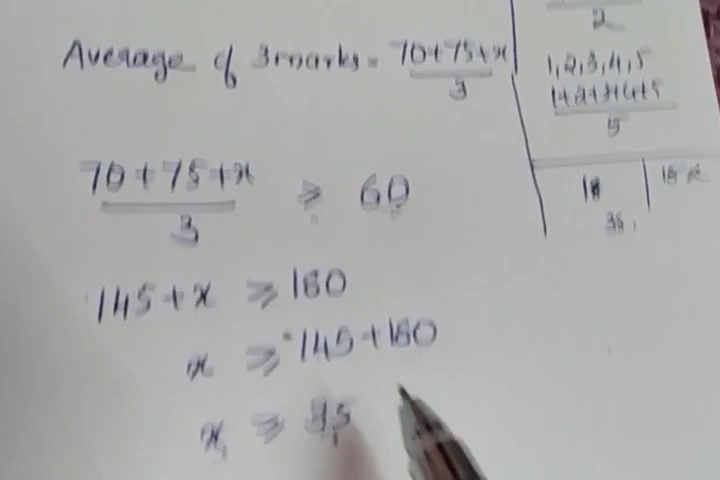 Average of 3 marks = 70+75+x
3
70+75+x
3
≥ 60
145+x ≥ 180
x ≥ -145+180
x ≥ 35
2
1,2,3,4,5
1+2+3+4+5
5